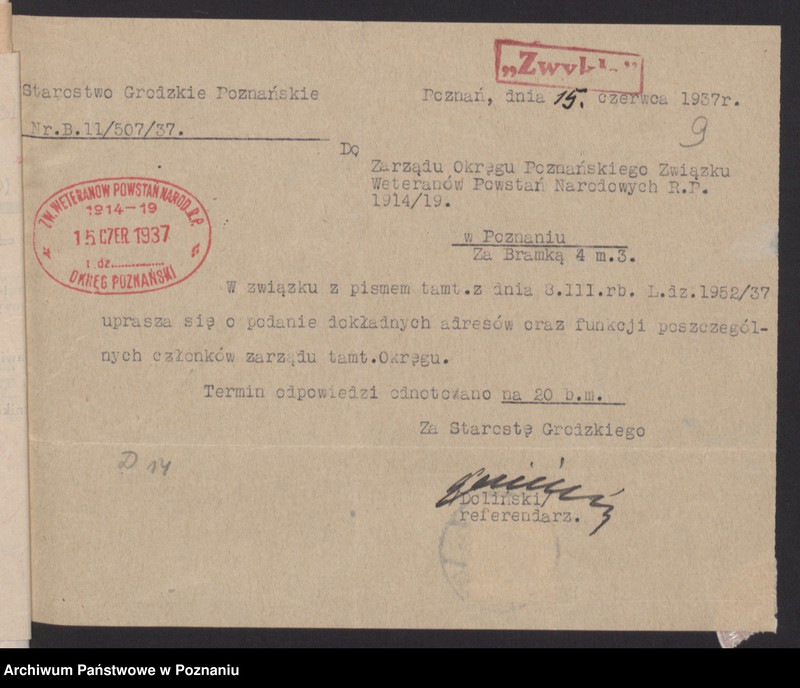 „Zwykły”
Starostwo Grodzkie Poznańskie
Poznań, dnia 15. czerwca 1937r.
Nr.B.11/507/37.
9
Do
Zarządu Okręgu Poznańskiego Związku
Weteranów Powstań Narodowych R.P.
1914/19.
ZW. WETERANÓW POWSTAŃ NAROD. R.P.
1914-19
15 CZER 1937
l. dz.
OKRĘG POZNAŃSKI
w Poznaniu
Za Bramką 4 m.3.
W związku z pismem tamt.z dnia 8.III.rb. L.dz.1952/37
uprasza się o podanie dokładnych adresów oraz funkcji poszczegól-
nych członków zarządu tamt.Okręgu.
Termin odpowiedzi odnotowano na 20 b.m.
Za Starostę Grodzkiego
D 14
/Doliński/
referendarz.
Archiwum Państwowe w Poznaniu